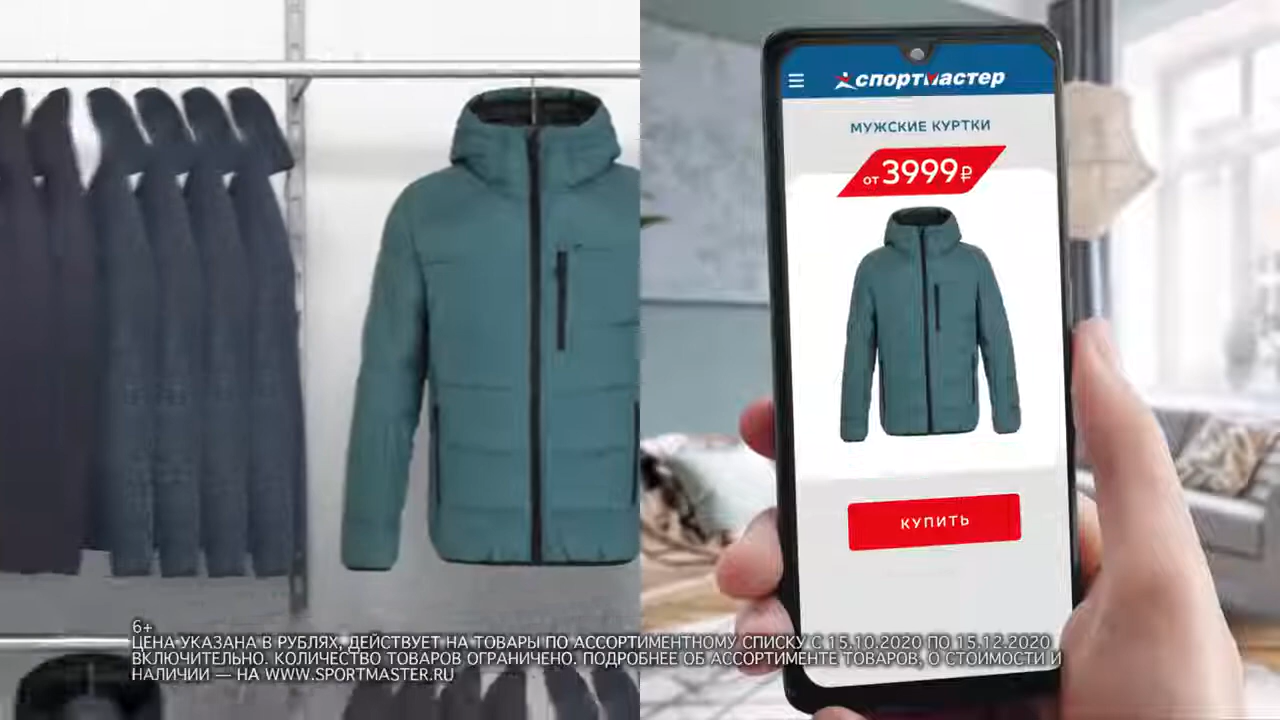 спортмастер
МУЖСКИЕ КУРТКИ
от 3999₽
КУПИТЬ
6+
ЦЕНА УКАЗАНА В РУБЛЯХ, ДЕЙСТВУЕТ НА ТОВАРЫ ПО АССОРТИМЕНТНОМУ СПИСКУ С 15.10.2020 ПО 15.12.2020
ВКЛЮЧИТЕЛЬНО. КОЛИЧЕСТВО ТОВАРОВ ОГРАНИЧЕНО. ПОДРОБНЕЕ ОБ АССОРТИМЕНТЕ ТОВАРОВ, О СТОИМОСТИ И
НАЛИЧИИ — НА WWW.SPORTMASTER.RU